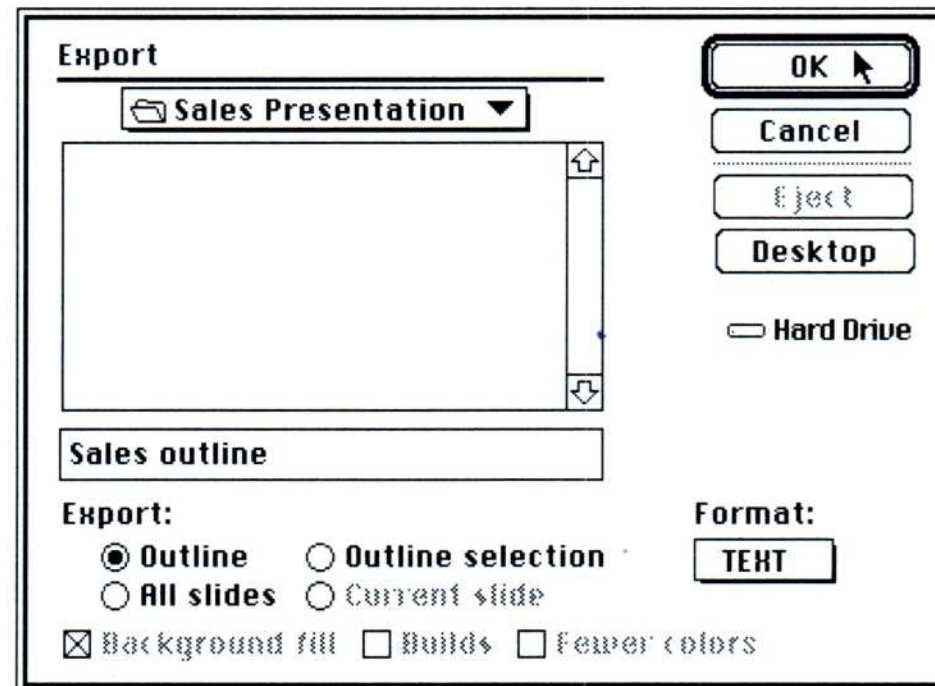 Export
Sales Presentation
OK
Cancel
Eject
Desktop
Hard Drive
Sales outline
Export:
Outline
Outline selection
All slides
Current slide
Format:
TEXT
Background fill
Builds
Fewer colors